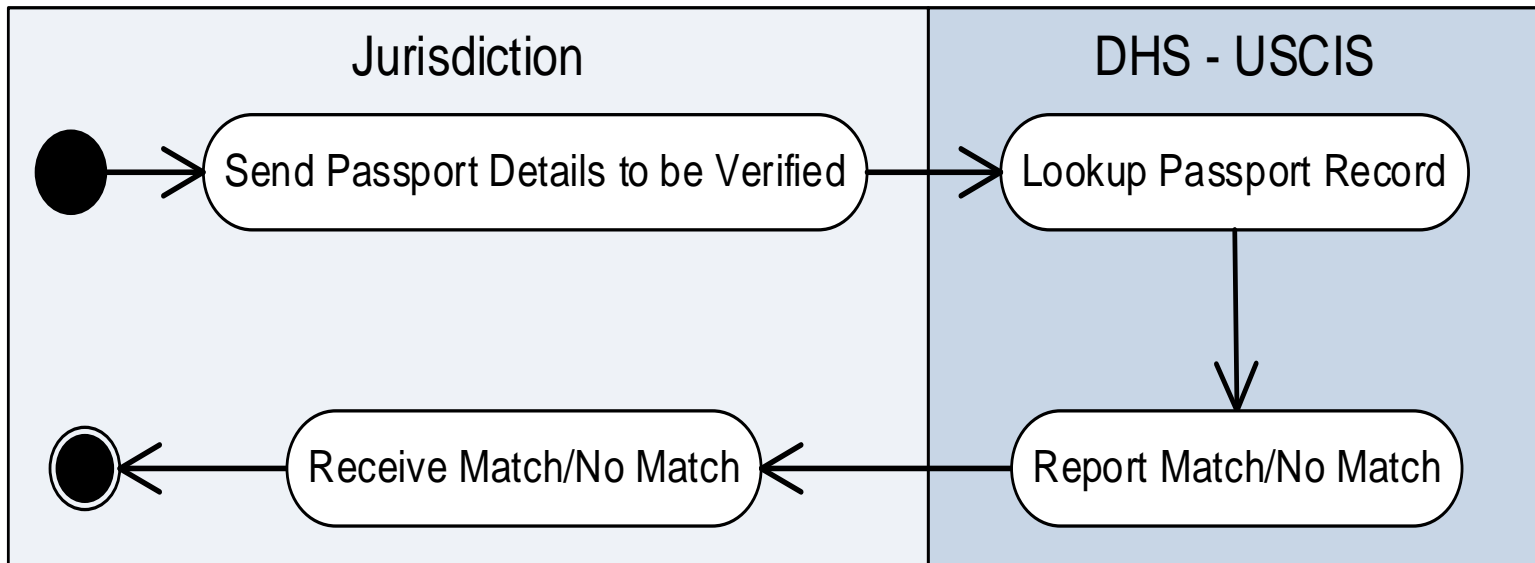 Jurisdiction
DHS - USCIS
Send Passport Details to be Verified
Lookup Passport Record
Receive Match/No Match
Report Match/No Match